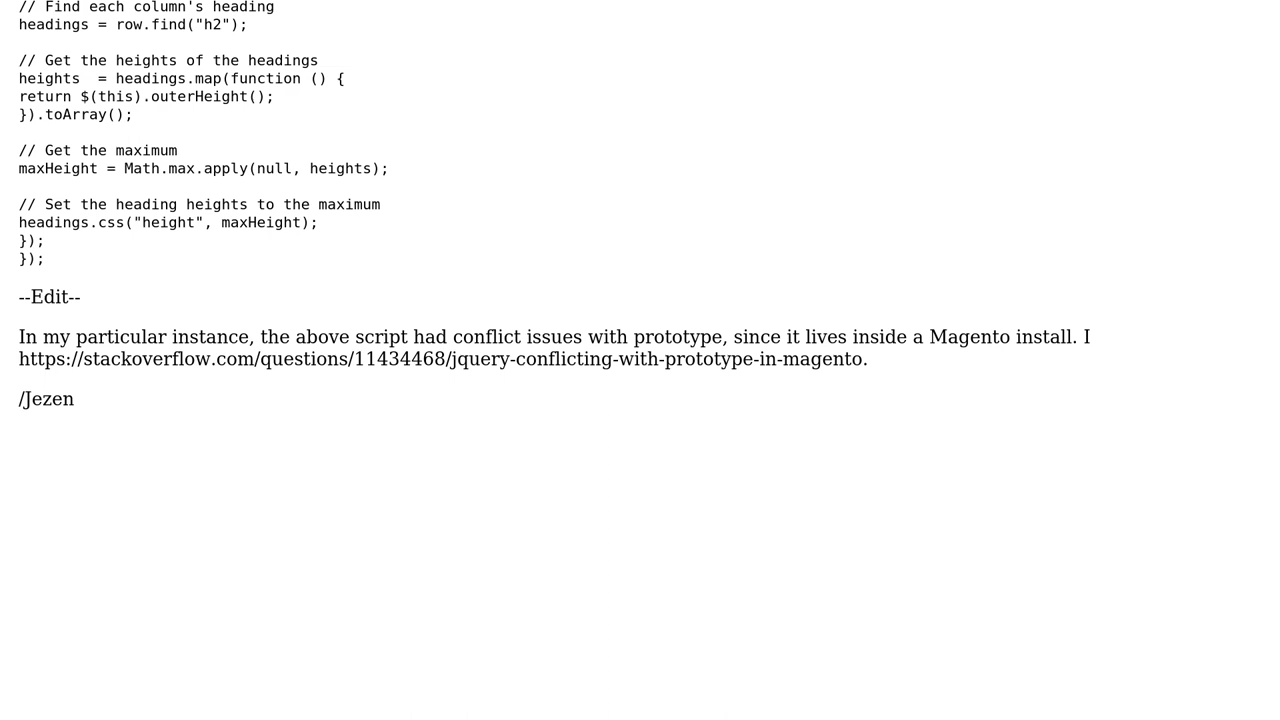 // Find each column's heading
headings = row.find("h2");
// Get the heights of the headings
heights  = headings.map(function () {
return $(this).outerHeight();
}).toArray();
// Get the maximum
maxHeight = Math.max.apply(null, heights);
// Set the heading heights to the maximum
headings.css("height", maxHeight);
});
});
--Edit--
In my particular instance, the above script had conflict issues with prototype, since it lives inside a Magento install. I
https://stackoverflow.com/questions/11434468/jquery-conflicting-with-prototype-in-magento.
/Jezen